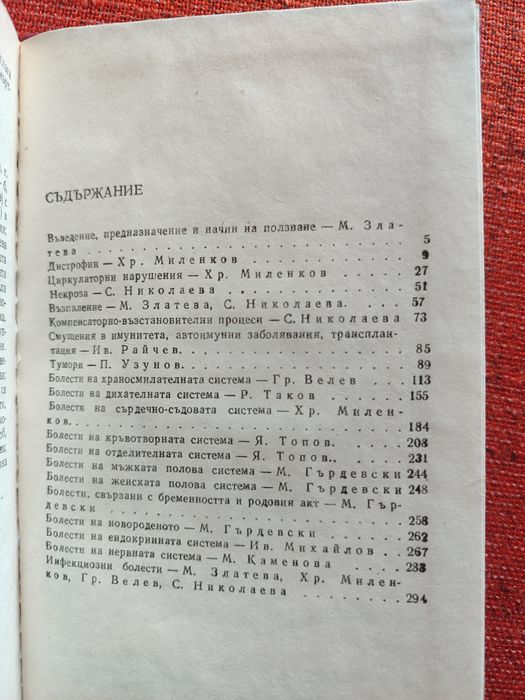 СЪДЪРЖАНИЕ
Въведение, предназначение и начин на ползване — М. Зла-
тева . . . . . . . . . . . . . . . . . 5
Дистрофии — Хр. Миленков . . . . . . . . . 9
Циркулаторни нарушения — Хр. Миленков . . . . 27
Некроза — С. Николаева . . . . . . . . . . 51
Възпаление — М. Златева, С. Николаева. . . . . 57
Компенсаторно-възстановителни процеси — С. Николаева 73
Смущения в имунитета, автоимунни заболявания, трансплан-
тация — Ив. Райчев. . . . . . . . . . . . 85
Тумори — П. Узунов. . . . . . . . . . . . 89
Болести на храносмилателната система — Гр. Велев . . 113
Болести на дихателната система — Р. Таков . . . . 155
Болести на сърдечно-съдовата система — Хр. Милен-
ков. . . . . . . . . . . . . . . . . 184
Болести на кръвотворната система — Я. Топов. . . . 208
Болести на отделителната система — Я. Топов. . . . 231
Болести на мъжката полова система — М. Гърдевски 244
Болести на женската полова система — М. Гърдевски 248
Болести, свързани с бременността и родовия акт — М. Гър-
девски . . . . . . . . . . . . . . . . 258
Болести на новороденото — М. Гърдевски . . . . 262
Болести на ендокринната система — Ив. Михайлов . . 267
Болести на нервната система — М. Каменова . . . 283
Инфекциозни болести — М. Златева, Хр. Милен-
ков, Гр. Велев, С. Николаева . . . . . . . . 294